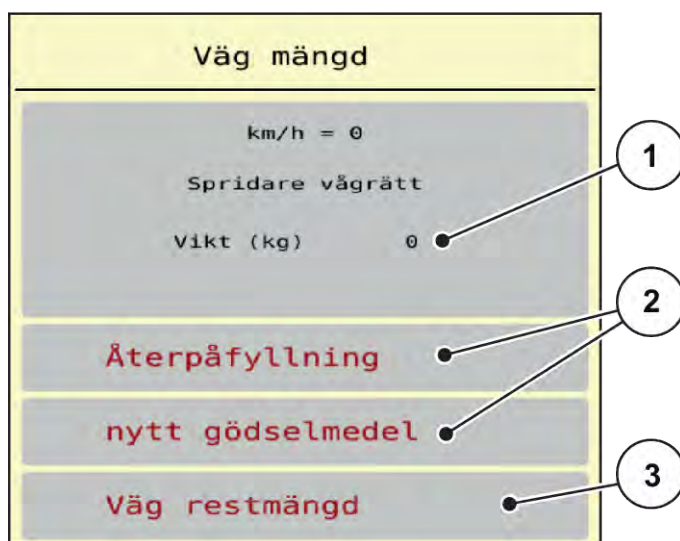 Väg mängd
km/h = 0
Spridare vågrätt
Vikt (kg) 0
1
Återpåfyllning
2
nytt gödselmedel
Väg restmängd
3